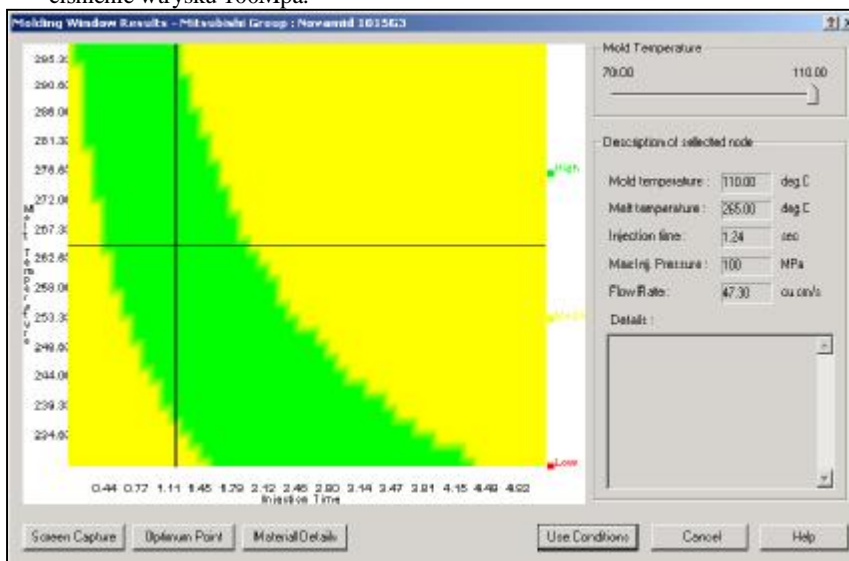 ciśnienie wtrysku 100Mpa.
Molding Window Results - Mitsubishi Group : Novamid 1015G3
295.30
290.60
286.00
281.30
276.60
272.00
267.30
262.60
258.00
253.30
248.60
244.00
239.30
234.60
Melt Temperature
0.44 0.77 1.11 1.45 1.79 2.12 2.46 2.80 3.14 3.47 3.81 4.15 4.49 4.82
Injection Time
High
Low
Mold Temperature
70.00 110.00
Description of selected node
Mold temperature : 110.00 deg.C
Melt temperature : 265.00 deg.C
Injection time : 1.24 sec
Max Inj. Pressure : 100 MPa
Flow Rate : 47.30 cu.cm/s
Details :
Screen Capture Optimum Point Material Details Use Conditions Cancel Help